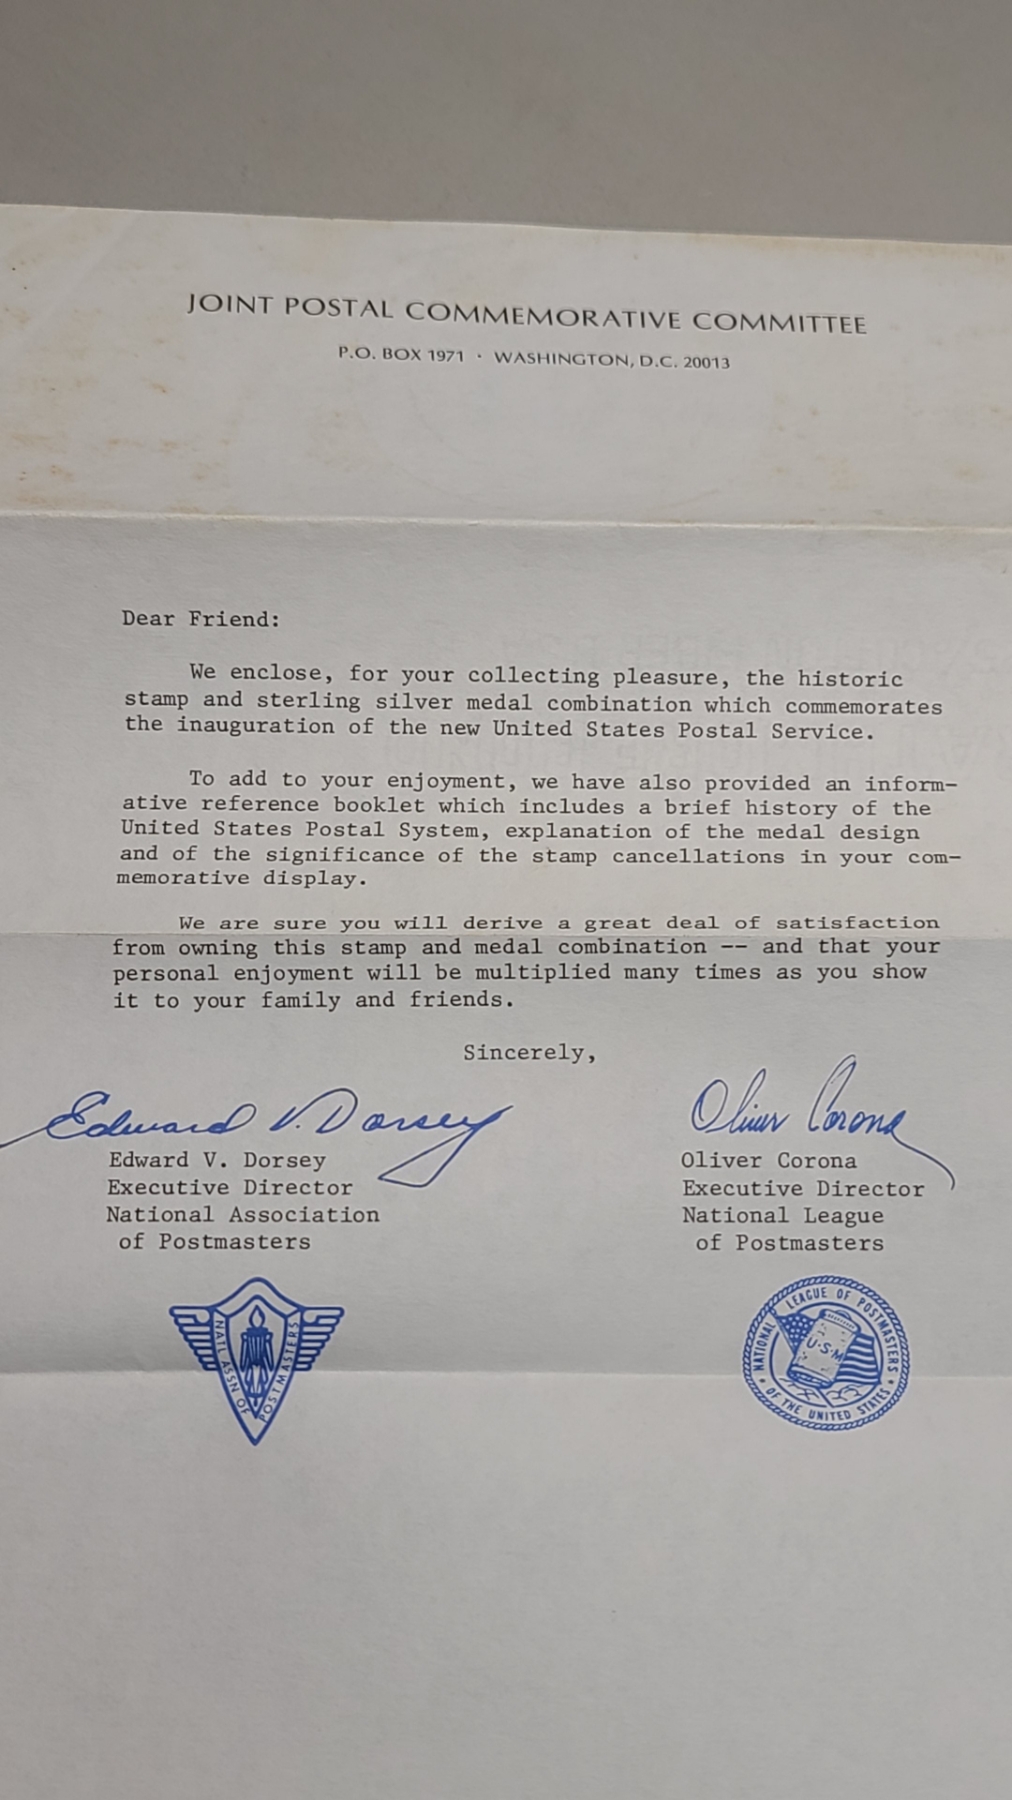 JOINT POSTAL COMMEMORATIVE COMMITTEE
P.O. BOX 1971 · WASHINGTON, D.C. 20013
Dear Friend:
We enclose, for your collecting pleasure, the historic
stamp and sterling silver medal combination which commemorates
the inauguration of the new United States Postal Service.
To add to your enjoyment, we have also provided an inform-
ative reference booklet which includes a brief history of the
United States Postal System, explanation of the medal design
and of the significance of the stamp cancellations in your com-
memorative display.
We are sure you will derive a great deal of satisfaction
from owning this stamp and medal combination -- and that your
personal enjoyment will be multiplied many times as you show
it to your family and friends.
Sincerely,
Edward V. Dorsey
Edward V. Dorsey
Executive Director
National Association
of Postmasters
Oliver Corona
Oliver Corona
Executive Director
National League
of Postmasters
NATL ASSN OF POSTMASTERS
NATIONAL LEAGUE OF POSTMASTERS
· OF THE UNITED STATES ·
U·S·M